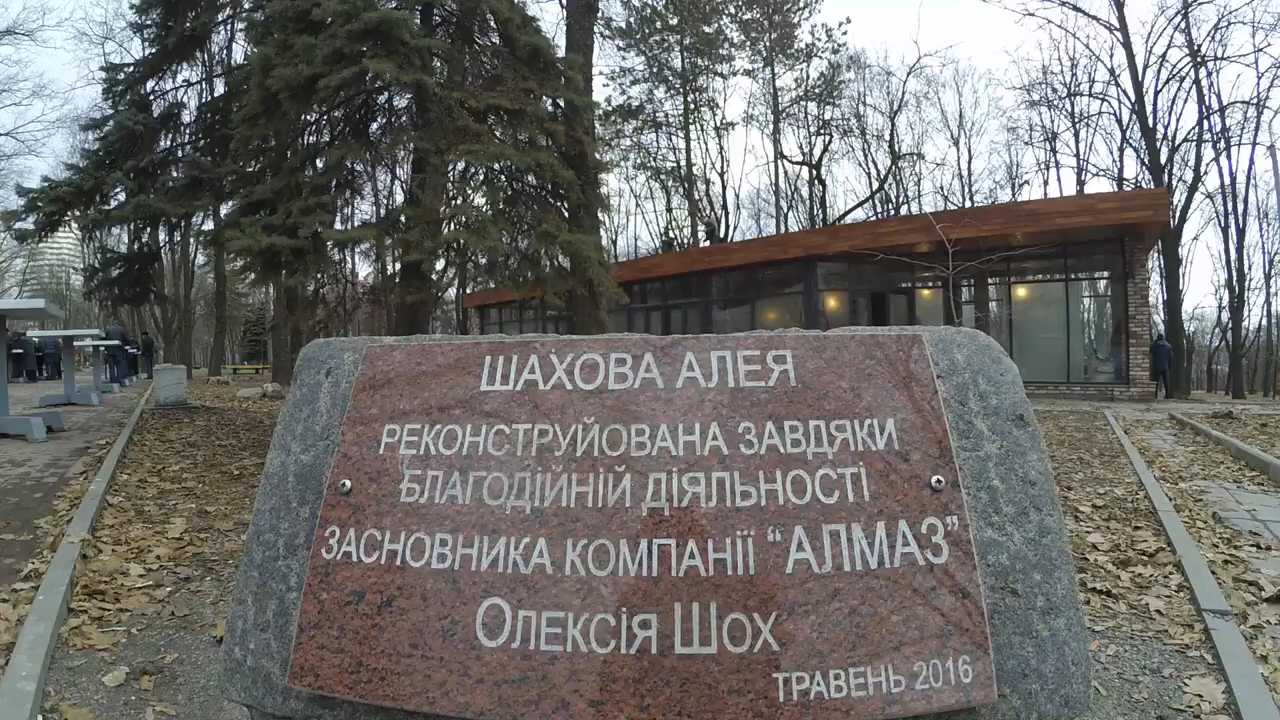 ШАХОВА АЛЕЯ
РЕКОНСТРУЙОВАНА ЗАВДЯКИ
БЛАГОДІЙНІЙ ДІЯЛЬНОСТІ
ЗАСНОВНИКА КОМПАНІЇ "АЛМАЗ"
ОЛЕКСІЯ ШОХ
ТРАВЕНЬ 2016